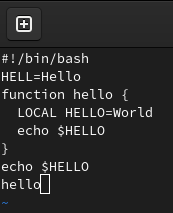 #!/bin/bash
HELL=Hello
function hello {
  LOCAL HELLO=World
  echo $HELLO
}
echo $HELLO
hello
~